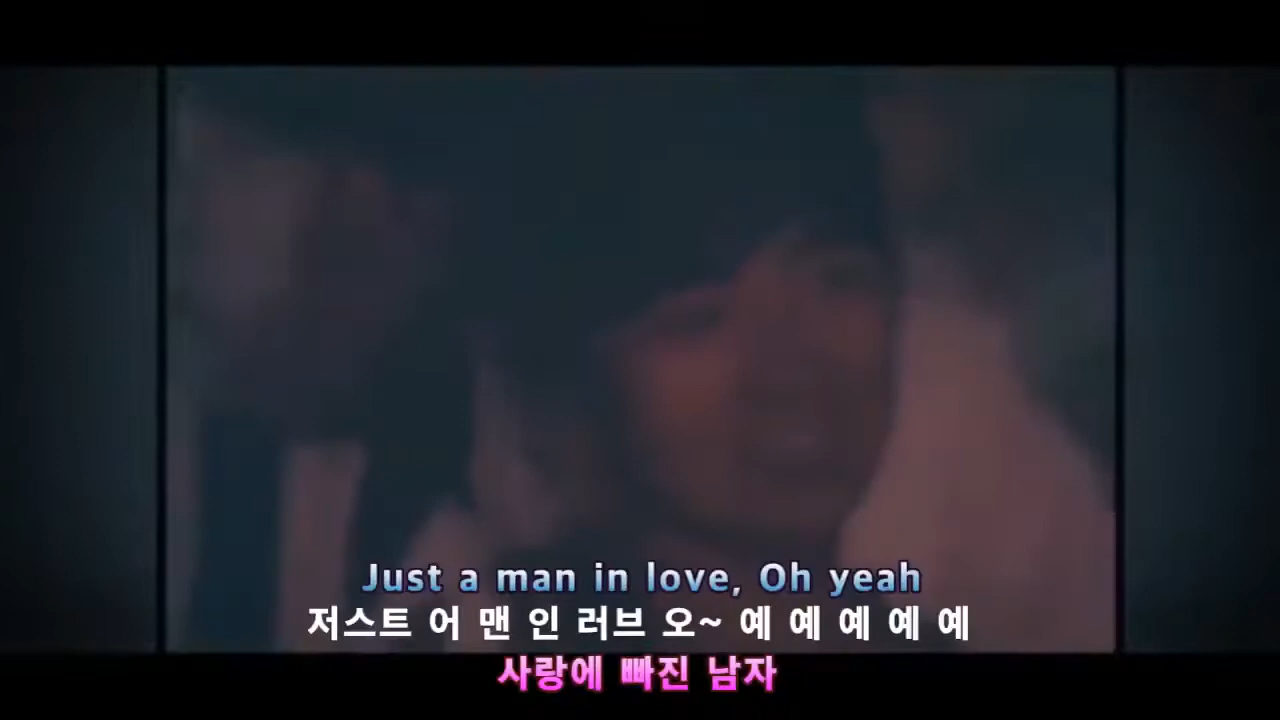 Just a man in love, Oh yeah
저스트 어 맨 인 러브 오~ 예 예 예 예 예
사랑에 빠진 남자